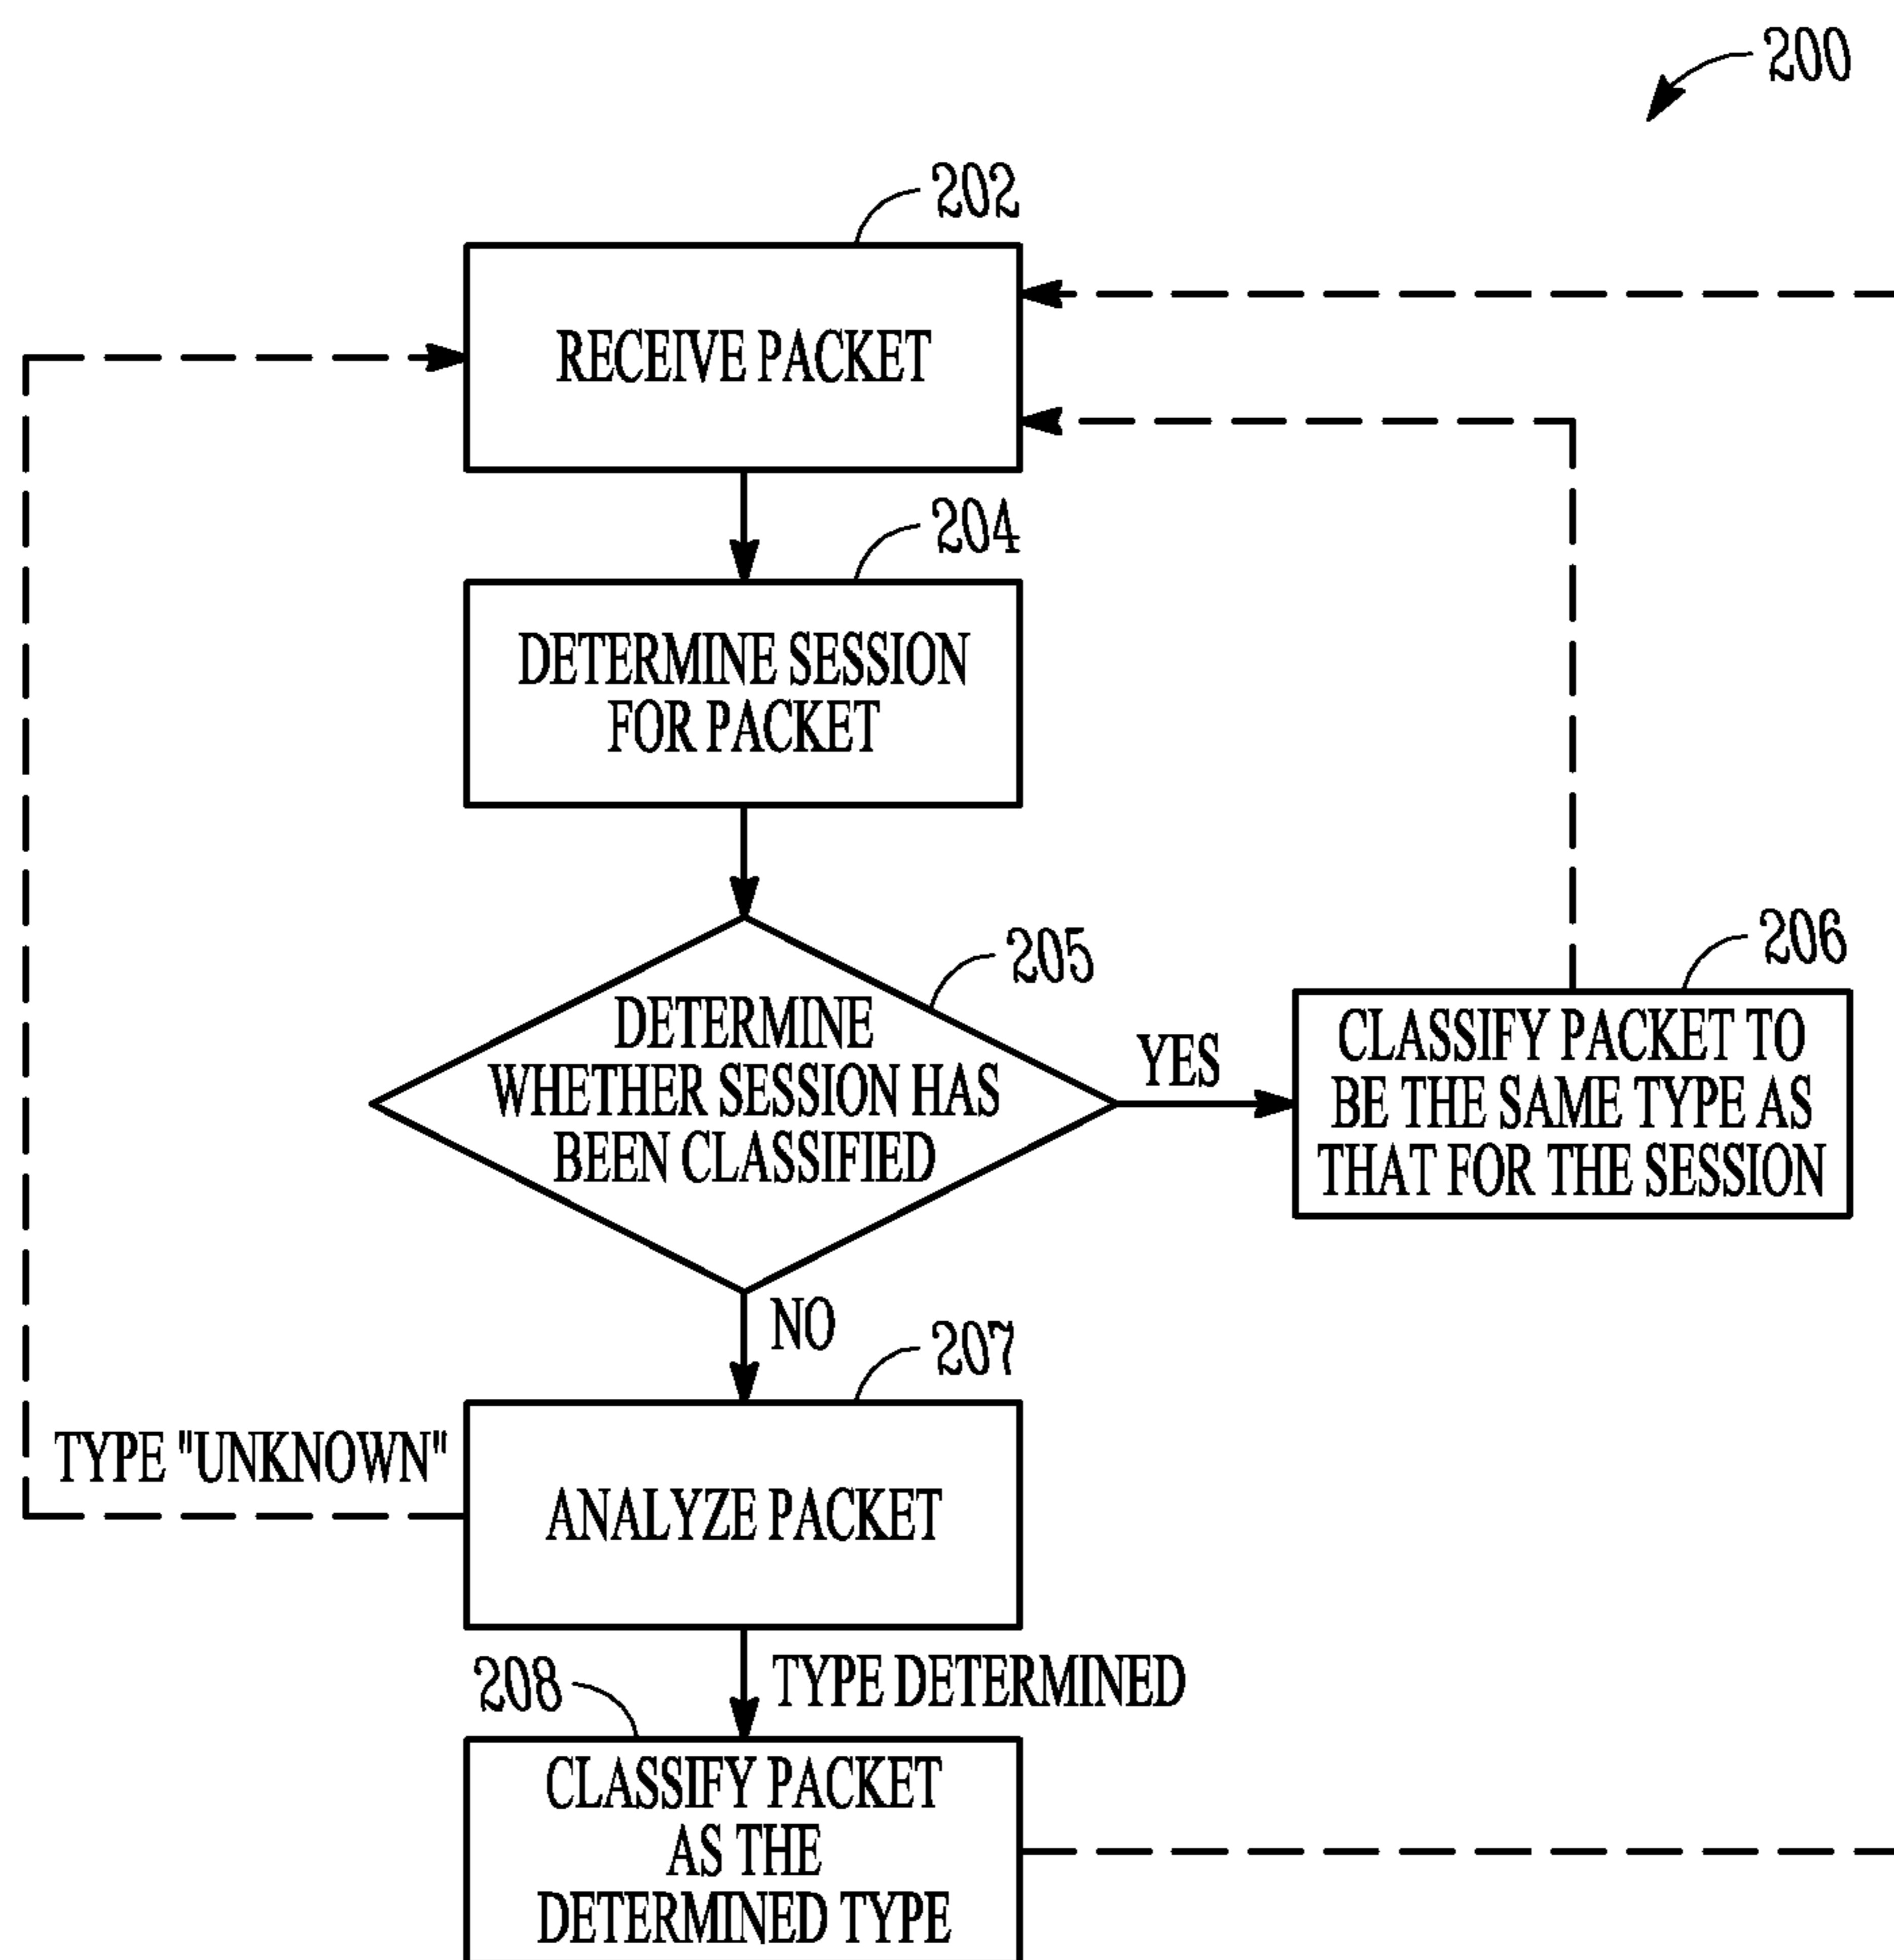 200
202
RECEIVE PACKET
204
DETERMINE SESSION
FOR PACKET
205
DETERMINE
WHETHER SESSION HAS
BEEN CLASSIFIED
YES
206
CLASSIFY PACKET TO
BE THE SAME TYPE AS
THAT FOR THE SESSION
NO
207
TYPE "UNKNOWN"
ANALYZE PACKET
208
TYPE DETERMINED
CLASSIFY PACKET
AS THE
DETERMINED TYPE